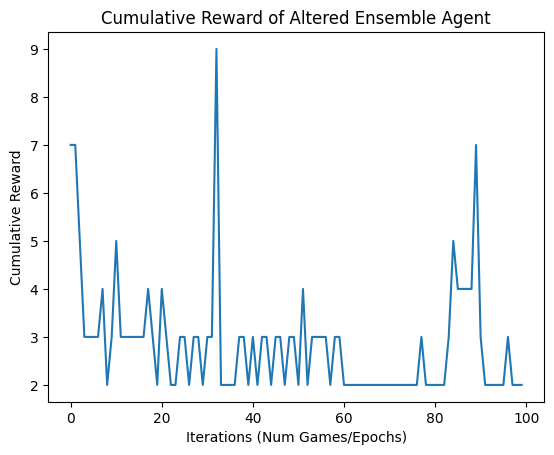 Cumulative Reward of Altered Ensemble Agent
9
8
7
6
5
4
3
2
Cumulative Reward
0 20 40 60 80 100
Iterations (Num Games/Epochs)